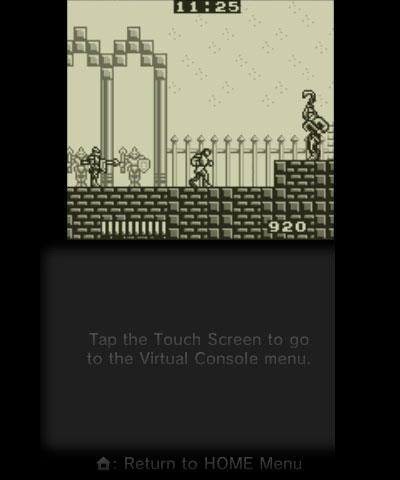 11:25
920
Tap the Touch Screen to go
to the Virtual Console menu.
: Return to HOME Menu